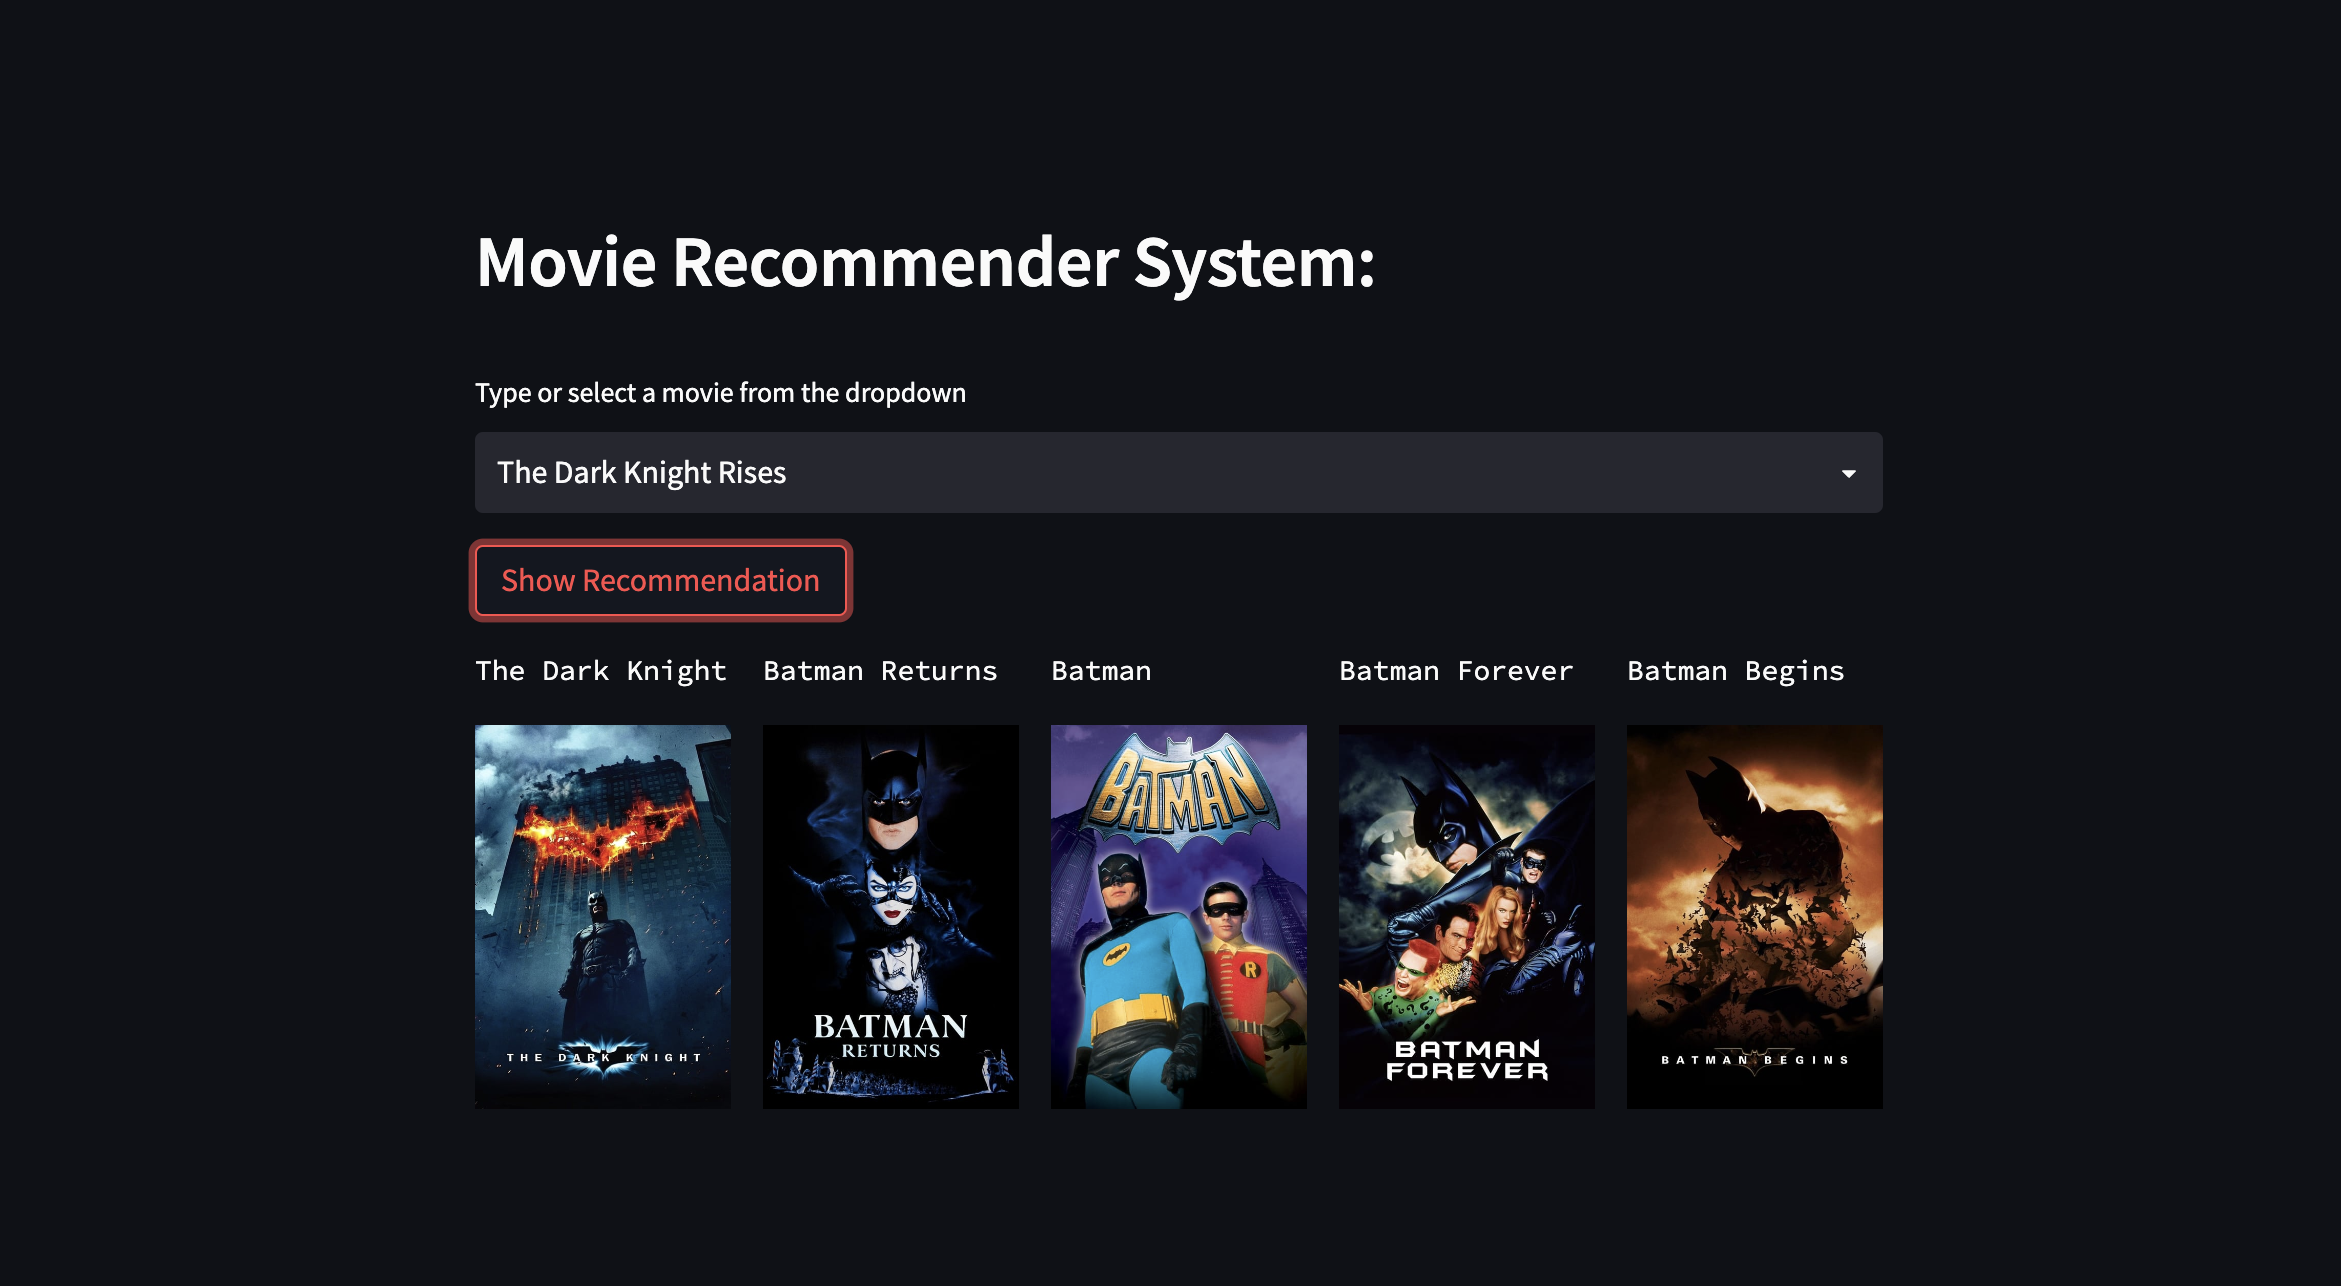 Movie Recommender System:
Type or select a movie from the dropdown
The Dark Knight Rises
Show Recommendation
The Dark Knight
Batman Returns
Batman
Batman Forever
Batman Begins
THE DARK KNIGHT
BATMAN
RETURNS
BATMAN
R
BATMAN
FOREVER
BATMAN BEGINS